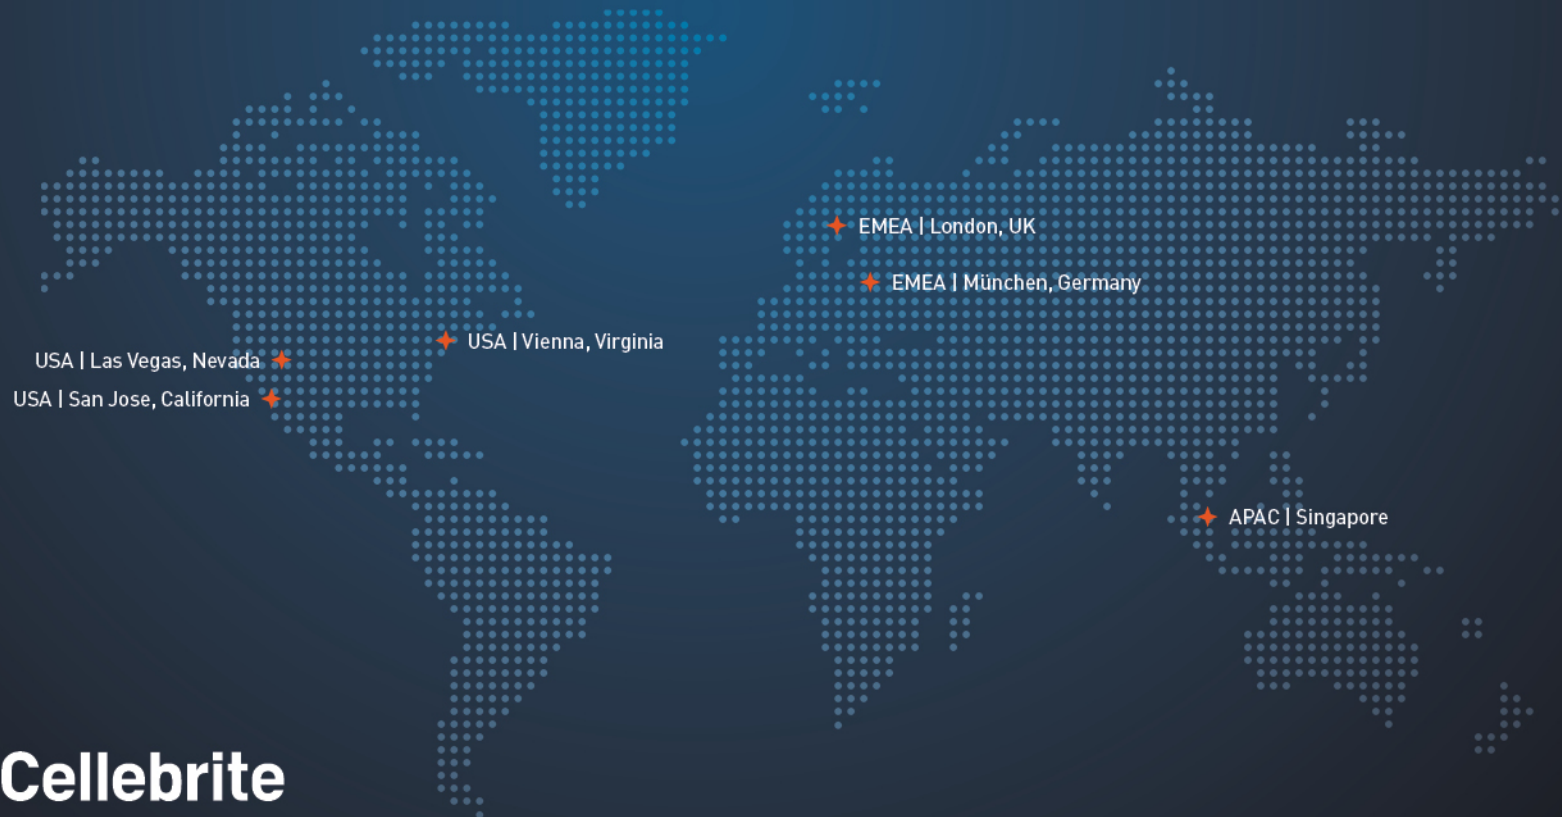 EMEA | London, UK
EMEA | München, Germany
USA | Vienna, Virginia
USA | Las Vegas, Nevada
USA | San Jose, California
APAC | Singapore
Cellebrite